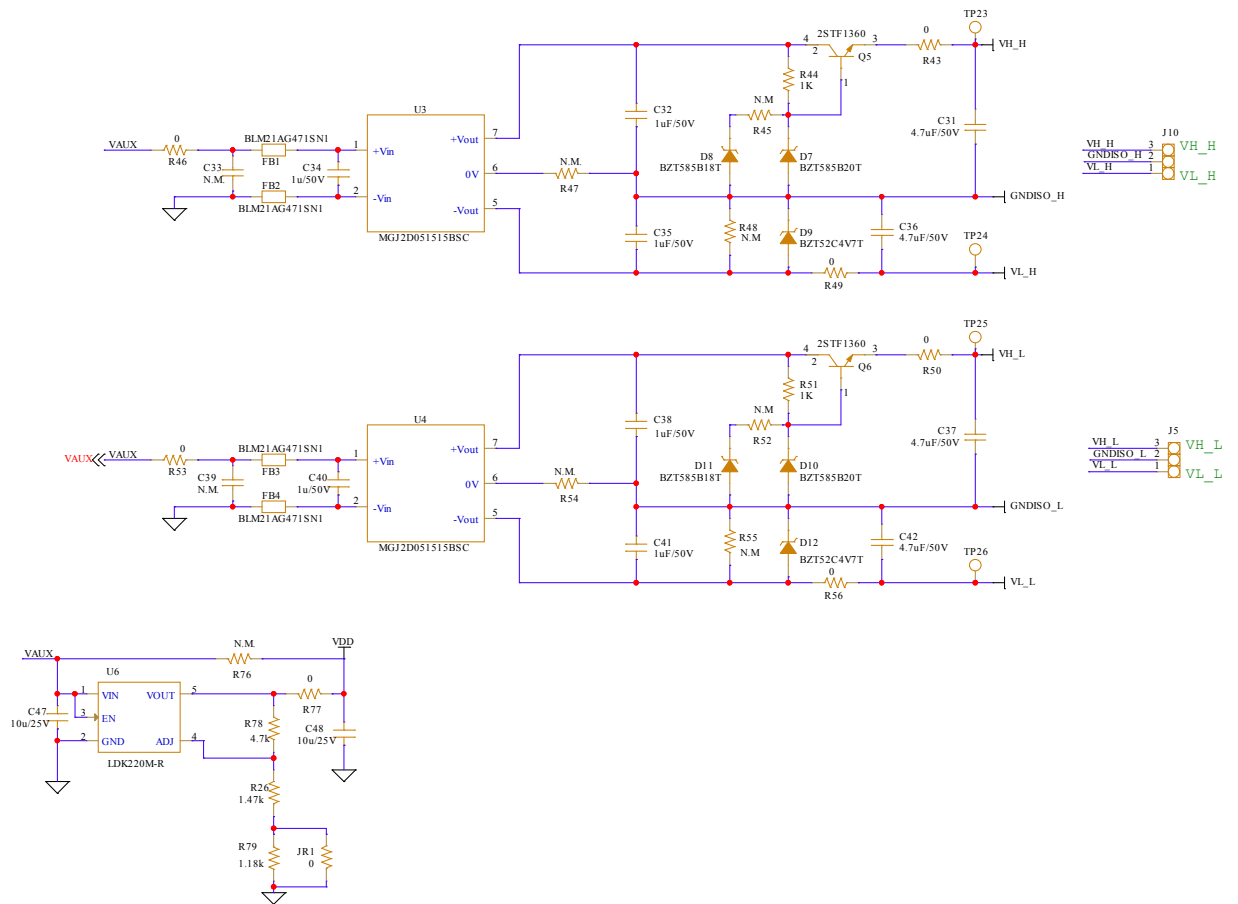 TP23
2STF1360
4
2
3
Q5
1
0
R43
VH_H
R44
1K
N.M
R45
C32
1uF/50V
C31
4.7uF/50V
U3
VAUX
0
R46
BLM21AG471SN1
FB1
C33
N.M.
C34
1u/50V
FB2
BLM21AG471SN1
1
+Vin
2
-Vin
+Vout
7
0V
6
-Vout
5
MGJ2D051515BSC
N.M.
R47
D8
BZT585B18T
D7
BZT585B20T
J10
VH_H
3
VH_H
GNDISO_H
2
VL_H
1
VL_H
GNDISO_H
C35
1uF/50V
R48
N.M
D9
BZT52C4V7T
C36
4.7uF/50V
TP24
0
R49
VL_H
TP25
2STF1360
4
2
3
Q6
1
0
R50
VH_L
R51
1K
N.M
R52
C38
1uF/50V
C37
4.7uF/50V
U4
VAUX
VAUX
0
R53
BLM21AG471SN1
FB3
C39
N.M.
C40
1u/50V
FB4
BLM21AG471SN1
1
+Vin
2
-Vin
+Vout
7
0V
6
-Vout
5
MGJ2D051515BSC
N.M.
R54
D11
BZT585B18T
D10
BZT585B20T
J5
VH_L
3
VH_L
GNDISO_L
2
VL_L
1
VL_L
GNDISO_L
C41
1uF/50V
R55
N.M
D12
BZT52C4V7T
C42
4.7uF/50V
TP26
0
R56
VL_L
VAUX
N.M.
R76
VDD
U6
1
VIN
VOUT
5
3
EN
2
GND
ADJ
4
LDK220M-R
C47
10u/25V
0
R77
R78
4.7k
C48
10u/25V
R26
1.47k
R79
1.18k
JR1
0